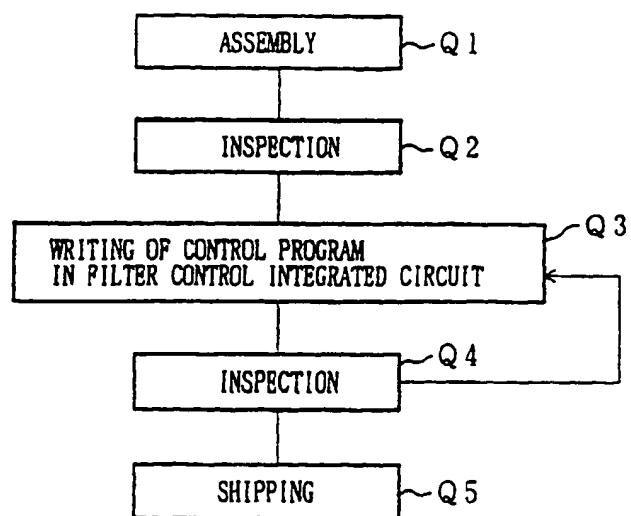 ASSEMBLY Q1
INSPECTION Q2
Q3
WRITING OF CONTROL PROGRAM
IN FILTER CONTROL INTEGRATED CIRCUIT
Q4
INSPECTION
SHIPPING Q5